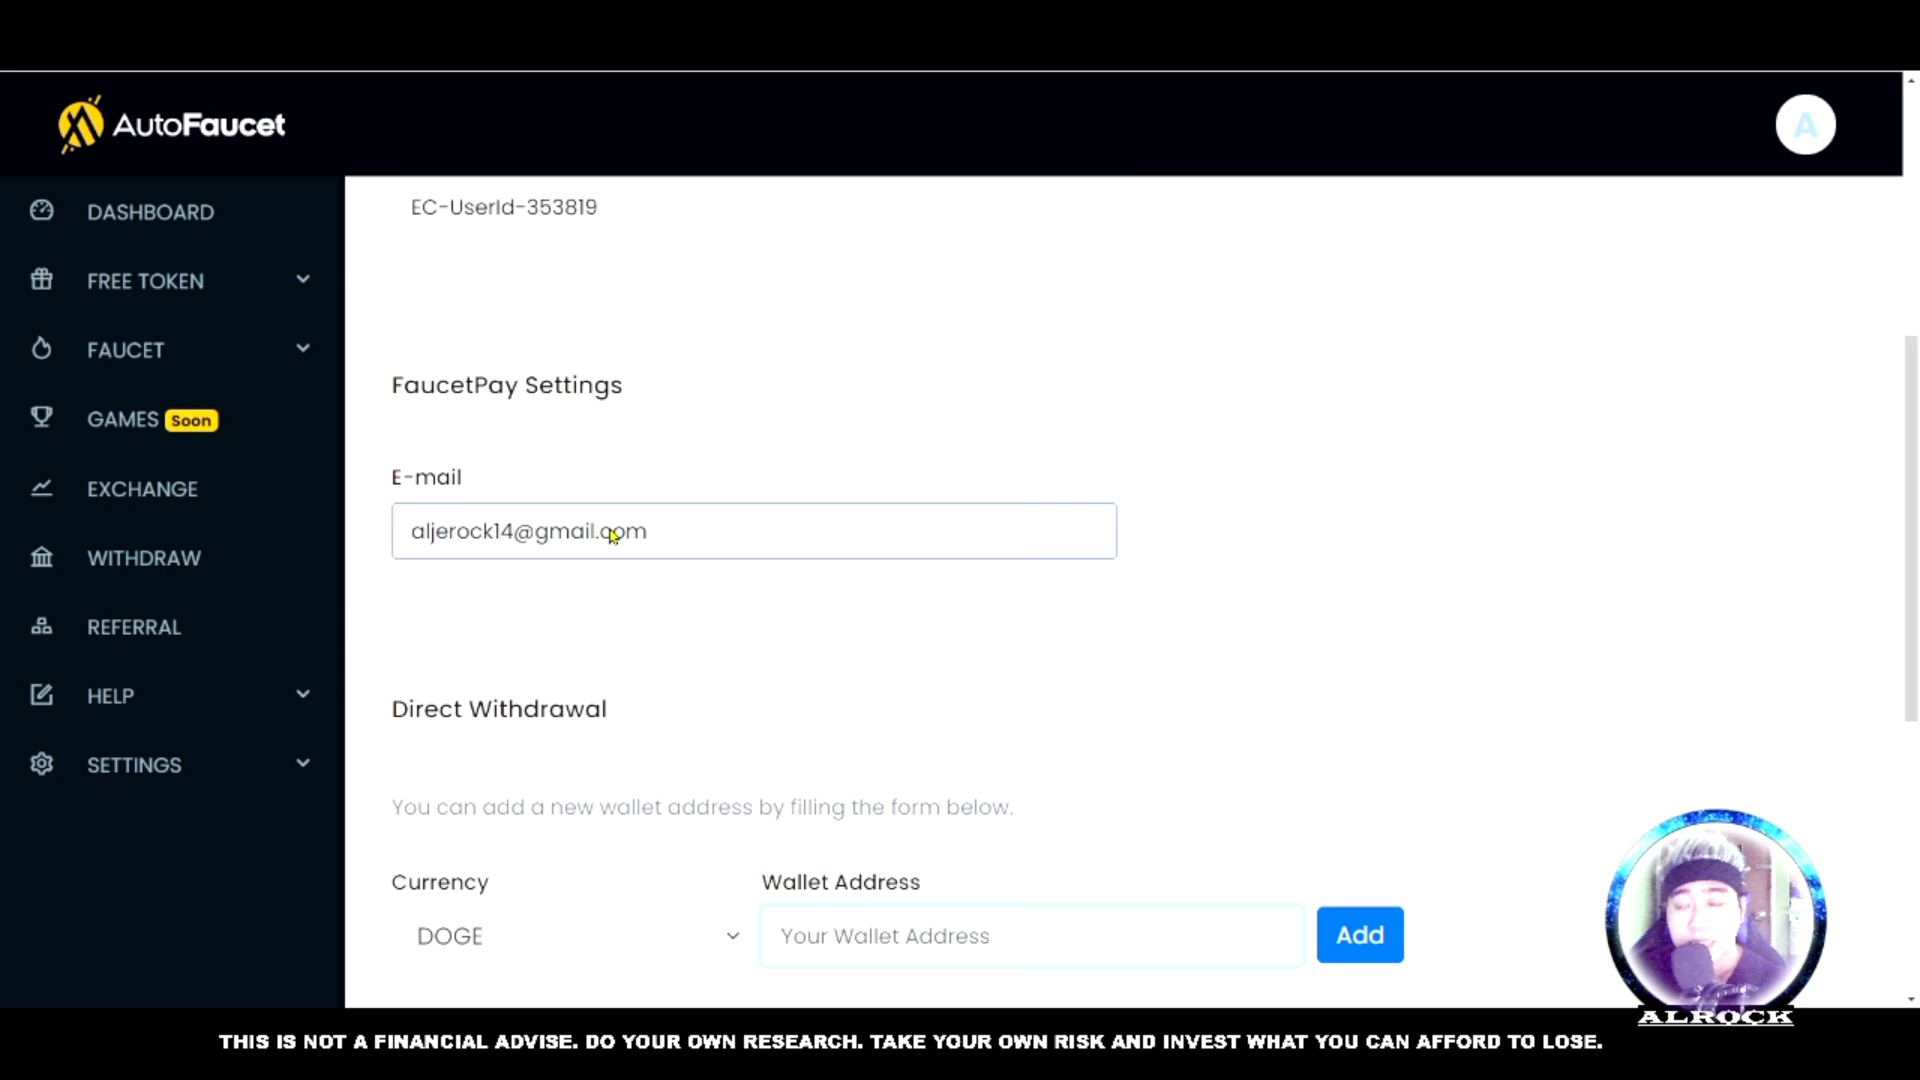 AutoFaucet
A
DASHBOARD
FREE TOKEN
FAUCET
GAMES Soon
EXCHANGE
WITHDRAW
REFERRAL
HELP
SETTINGS
EC-UserId-353819
FaucetPay Settings
E-mail
aljerock14@gmail.com
Direct Withdrawal
You can add a new wallet address by filling the form below.
Currency
Wallet Address
DOGE
Your Wallet Address
Add
ALROCK
THIS IS NOT A FINANCIAL ADVISE. DO YOUR OWN RESEARCH. TAKE YOUR OWN RISK AND INVEST WHAT YOU CAN AFFORD TO LOSE.